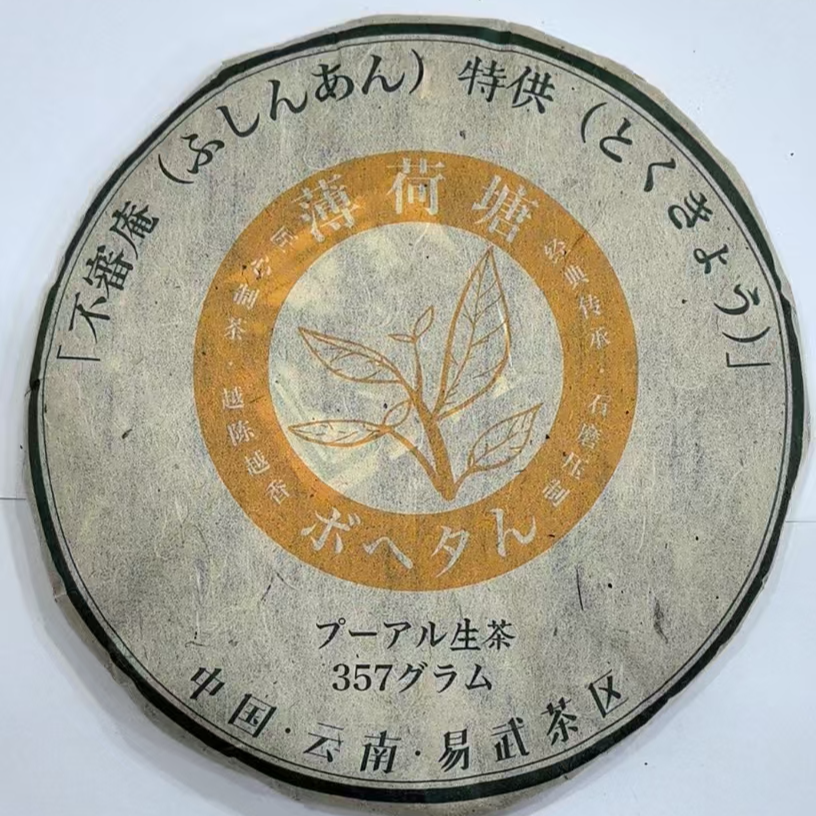 「不審庵（ふしんあん）特供（とくきょう）」
薄荷塘
制茶·越陈越香
经典传承·石磨压制
ボヘタん
プーアル生茶
357グラム
中国·云南·易武茶区